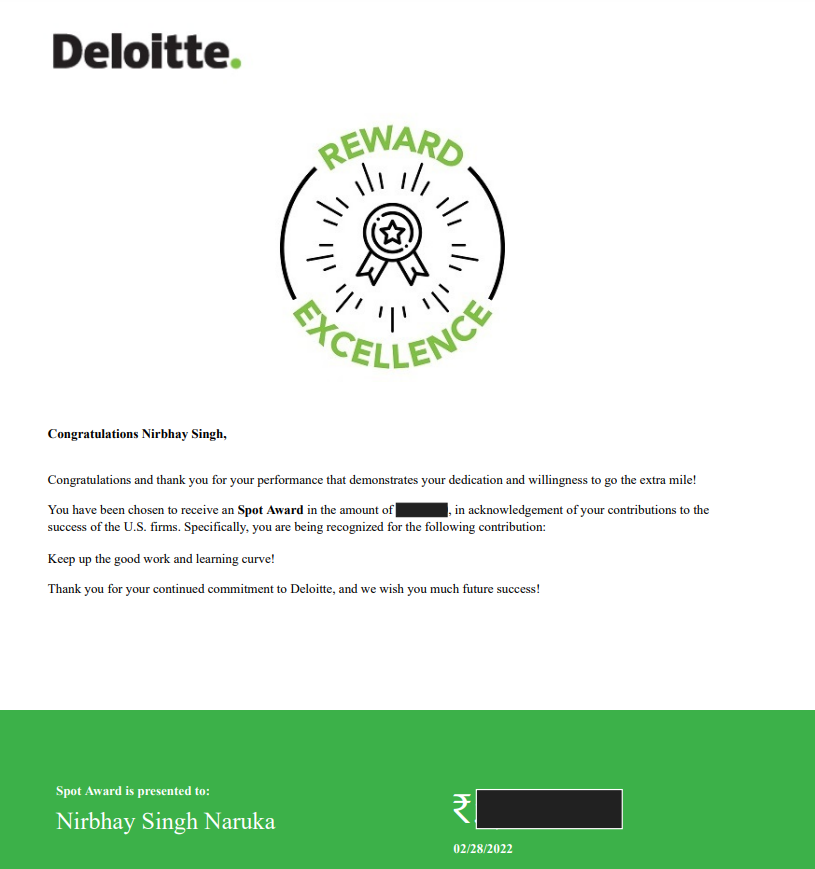 Deloitte.
REWARD
EXCELLENCE
Congratulations Nirbhay Singh,
Congratulations and thank you for your performance that demonstrates your dedication and willingness to go the extra mile!
You have been chosen to receive an Spot Award in the amount of , in acknowledgement of your contributions to the
success of the U.S. firms. Specifically, you are being recognized for the following contribution:
Keep up the good work and learning curve!
Thank you for your continued commitment to Deloitte, and we wish you much future success!
Spot Award is presented to:
Nirbhay Singh Naruka
₹
02/28/2022